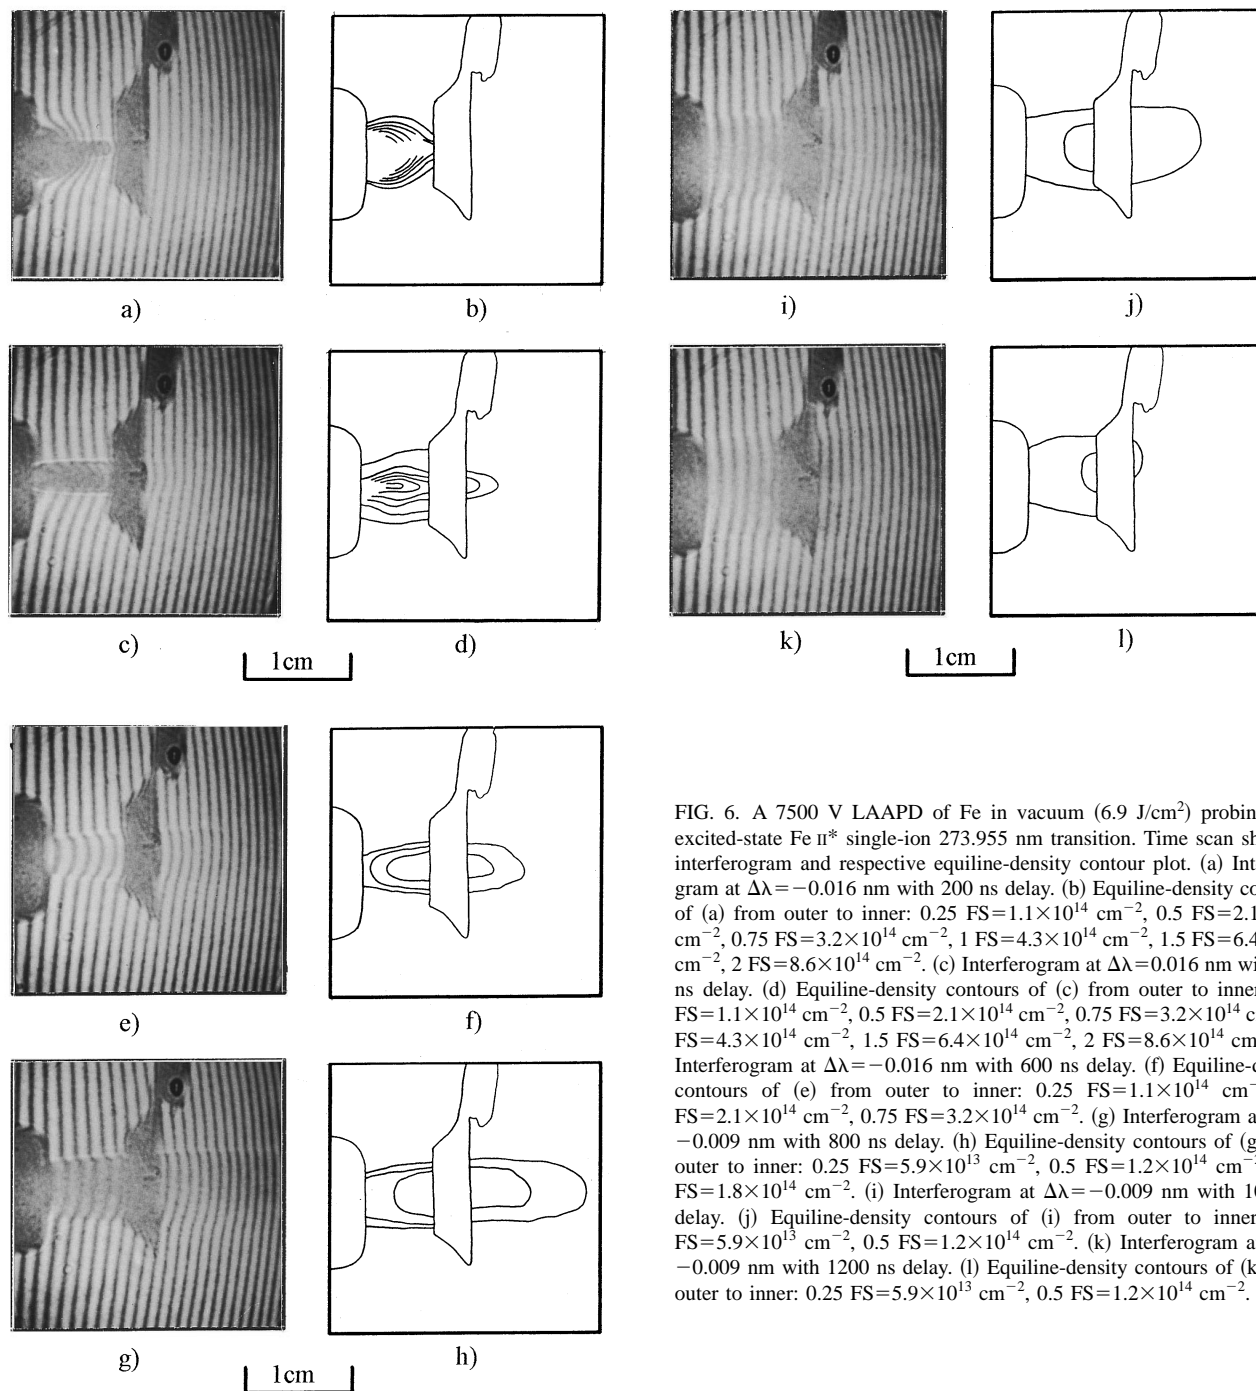 a)
b)
c)
d)
1cm
e)
f)
g)
h)
1cm
i)
j)
k)
l)
1cm
FIG. 6. A 7500 V LAAPD of Fe in vacuum (6.9 J/cm²) probin
excited-state Fe II* single-ion 273.955 nm transition. Time scan sh
interferogram and respective equiline-density contour plot. (a) Int
gram at Δλ=−0.016 nm with 200 ns delay. (b) Equiline-density co
of (a) from outer to inner: 0.25 FS=1.1×10¹⁴ cm⁻², 0.5 FS=2.1
cm⁻², 0.75 FS=3.2×10¹⁴ cm⁻², 1 FS=4.3×10¹⁴ cm⁻², 1.5 FS=6.4
cm⁻², 2 FS=8.6×10¹⁴ cm⁻². (c) Interferogram at Δλ=0.016 nm wi
ns delay. (d) Equiline-density contours of (c) from outer to inner
FS=1.1×10¹⁴ cm⁻², 0.5 FS=2.1×10¹⁴ cm⁻², 0.75 FS=3.2×10¹⁴ c
FS=4.3×10¹⁴ cm⁻², 1.5 FS=6.4×10¹⁴ cm⁻², 2 FS=8.6×10¹⁴ cm
Interferogram at Δλ=−0.016 nm with 600 ns delay. (f) Equiline-d
contours of (e) from outer to inner: 0.25 FS=1.1×10¹⁴ cm⁻
FS=2.1×10¹⁴ cm⁻², 0.75 FS=3.2×10¹⁴ cm⁻². (g) Interferogram a
−0.009 nm with 800 ns delay. (h) Equiline-density contours of (g
outer to inner: 0.25 FS=5.9×10¹³ cm⁻², 0.5 FS=1.2×10¹⁴ cm⁻
FS=1.8×10¹⁴ cm⁻². (i) Interferogram at Δλ=−0.009 nm with 10
delay. (j) Equiline-density contours of (i) from outer to inner
FS=5.9×10¹³ cm⁻², 0.5 FS=1.2×10¹⁴ cm⁻². (k) Interferogram a
−0.009 nm with 1200 ns delay. (l) Equiline-density contours of (k
outer to inner: 0.25 FS=5.9×10¹³ cm⁻², 0.5 FS=1.2×10¹⁴ cm⁻².